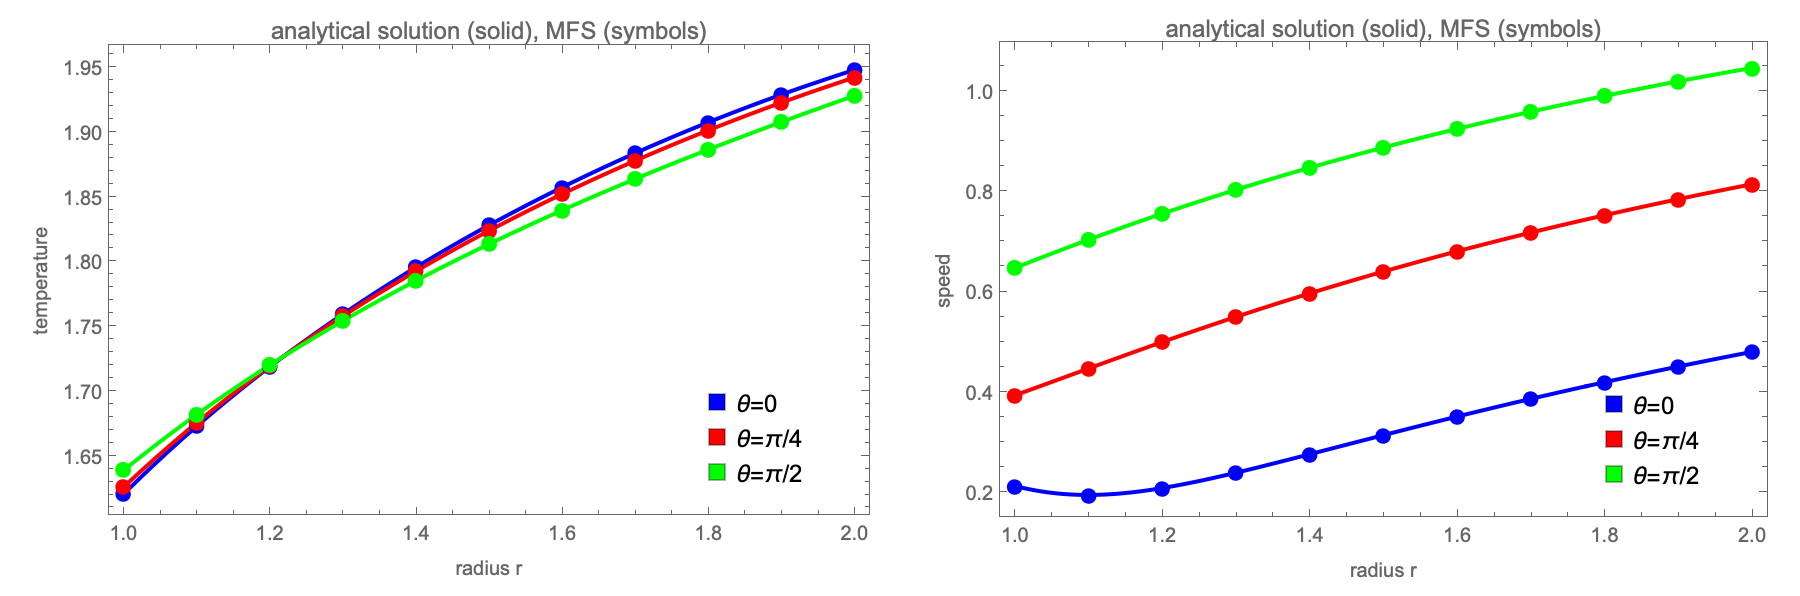 analytical solution (solid), MFS (symbols)
temperature
1.95
1.90
1.85
1.80
1.75
1.70
1.65
θ=0
θ=π/4
θ=π/2
1.0 1.2 1.4 1.6 1.8 2.0
radius r
analytical solution (solid), MFS (symbols)
speed
1.0
0.8
0.6
0.4
0.2
θ=0
θ=π/4
θ=π/2
1.0 1.2 1.4 1.6 1.8 2.0
radius r